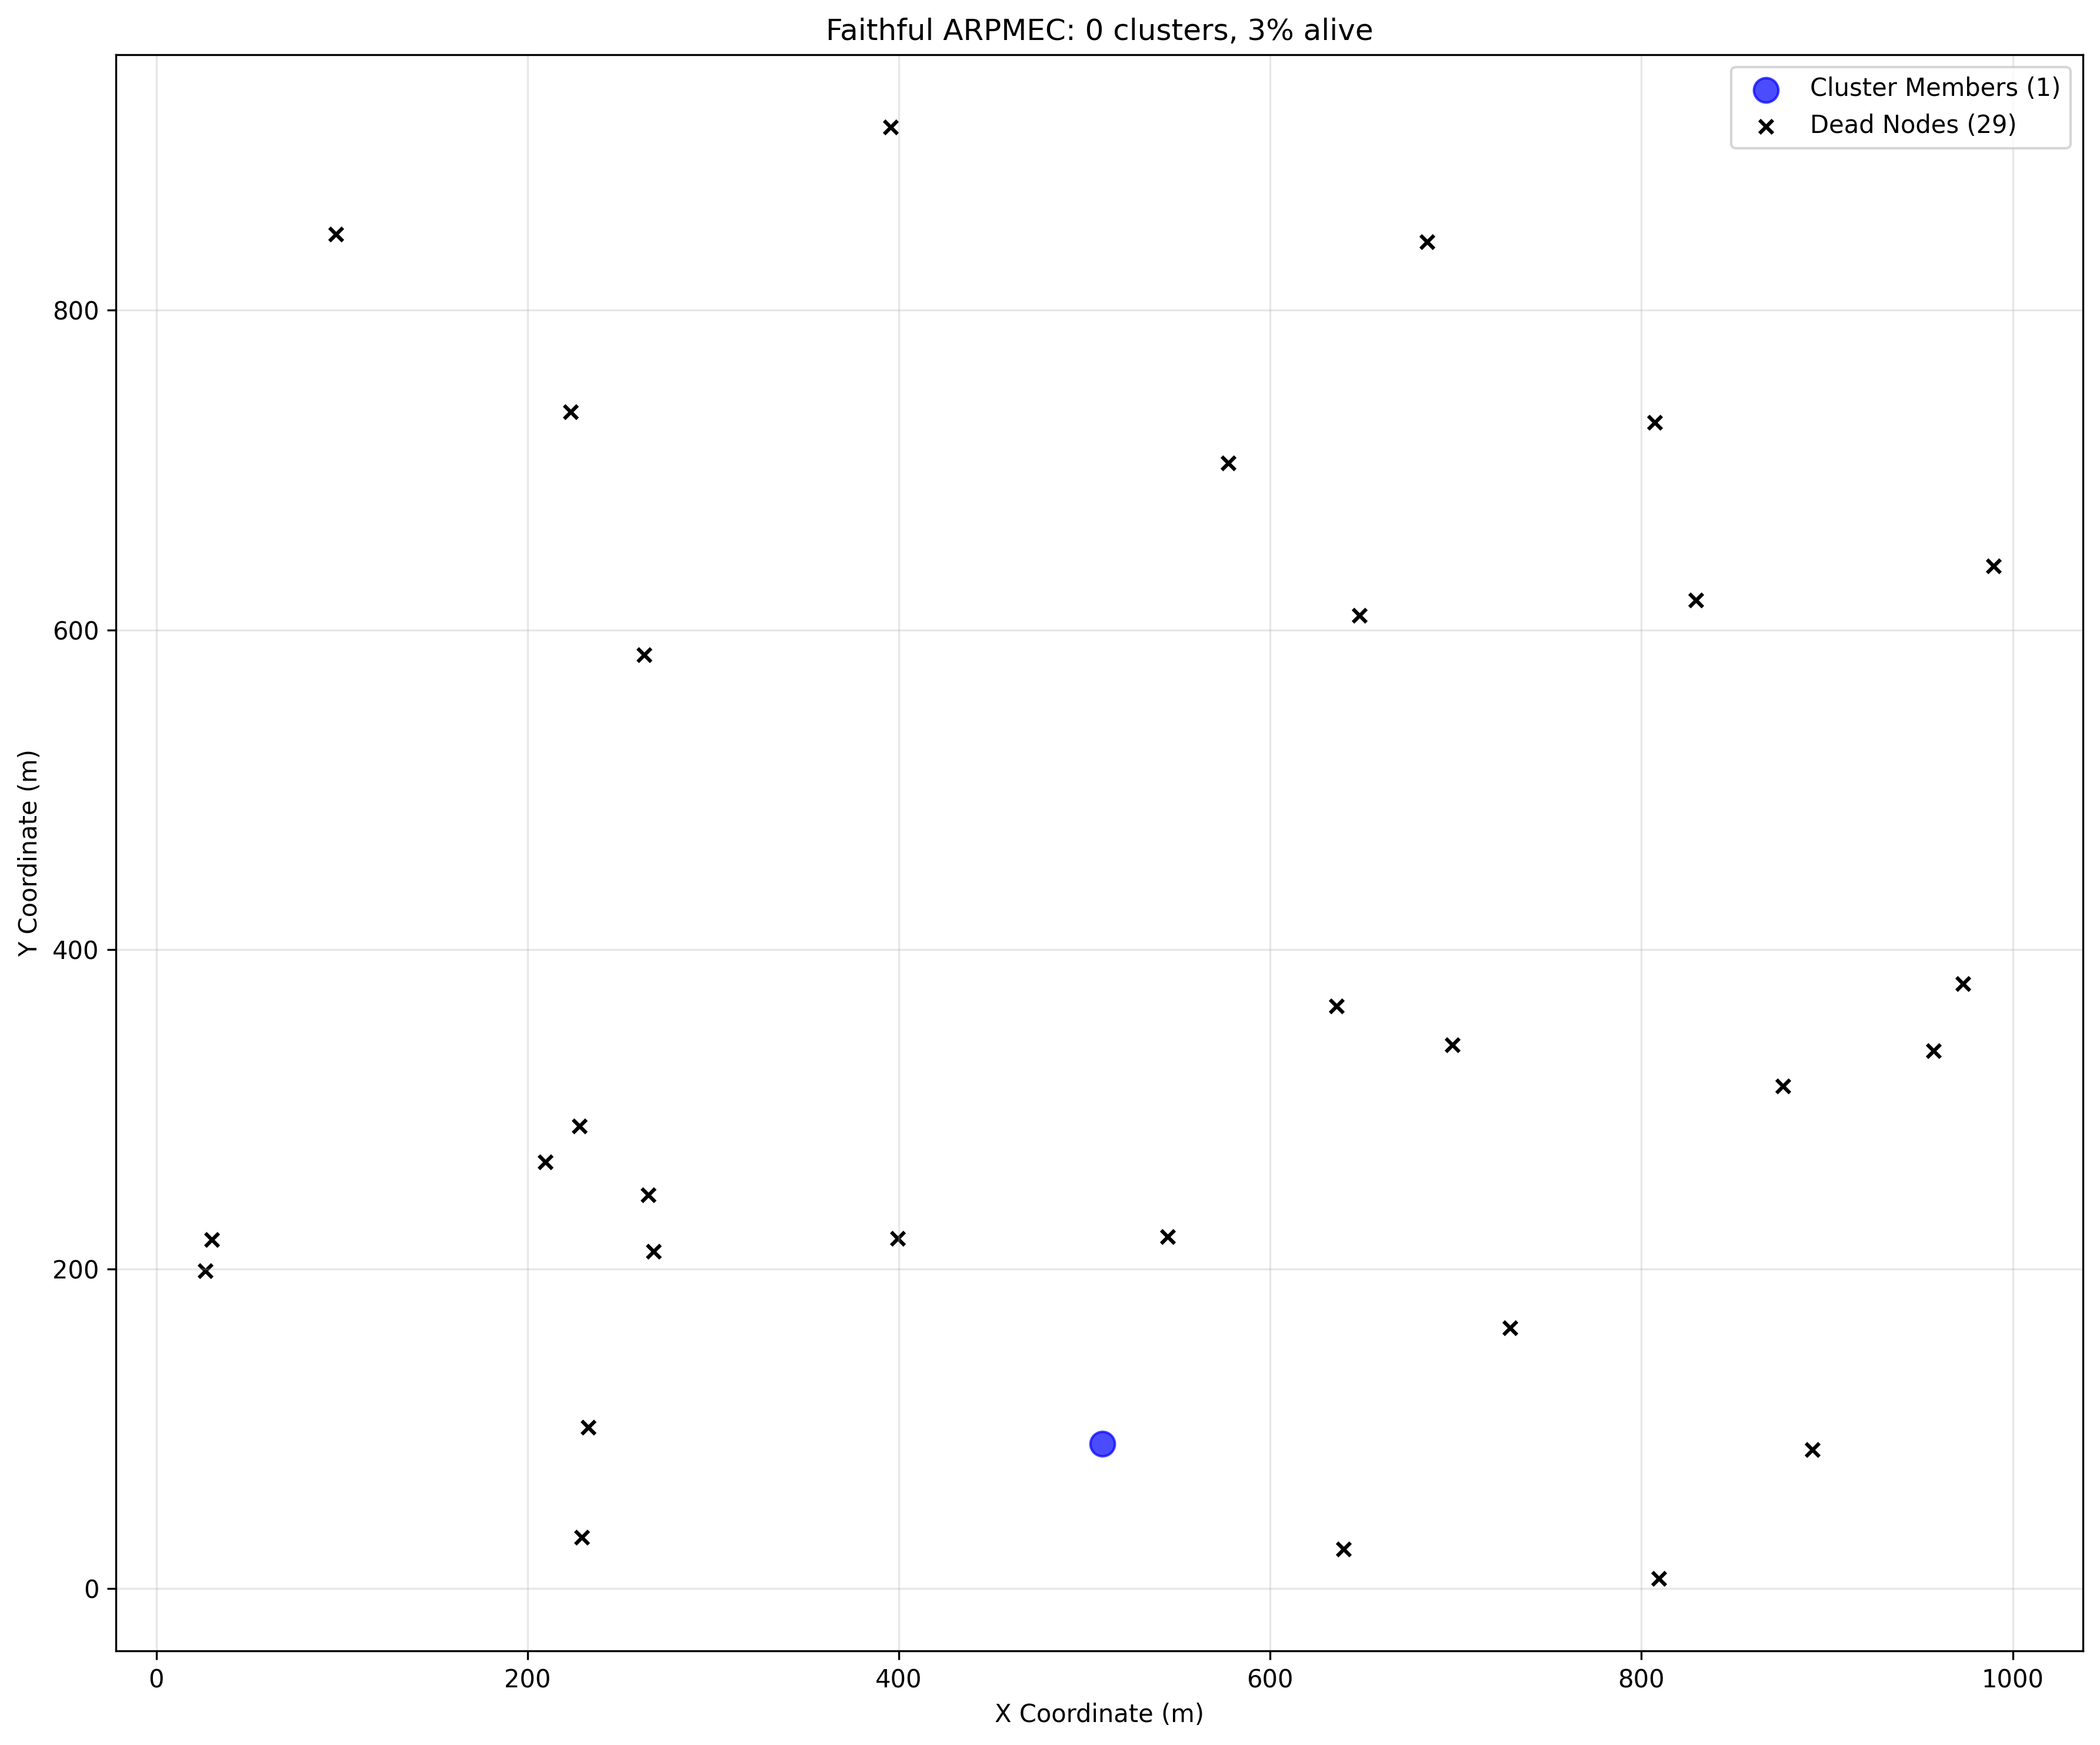 Faithful ARPMEC: 0 clusters, 3% alive
Cluster Members (1)
Dead Nodes (29)
Y Coordinate (m)
800
600
400
200
0
0 200 400 600 800 1000
X Coordinate (m)